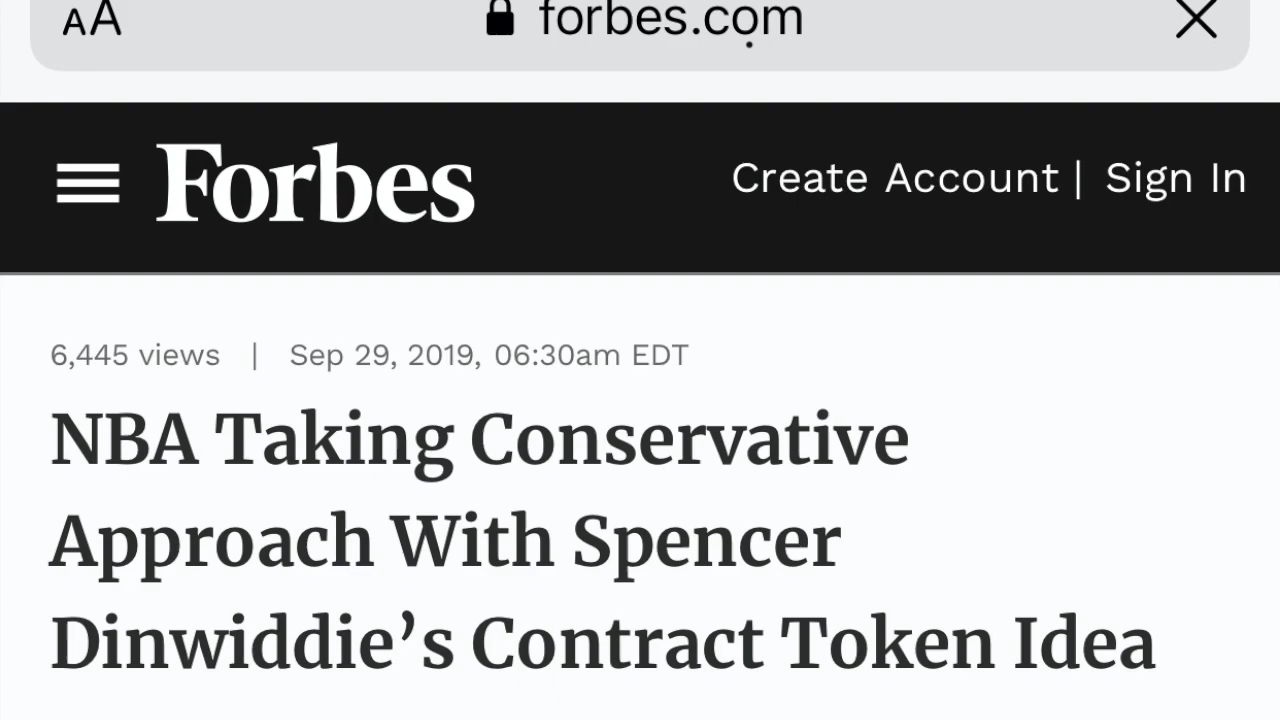 AA forbes.com
Forbes Create Account | Sign In
6,445 views | Sep 29, 2019, 06:30am EDT
NBA Taking Conservative
Approach With Spencer
Dinwiddie’s Contract Token Idea